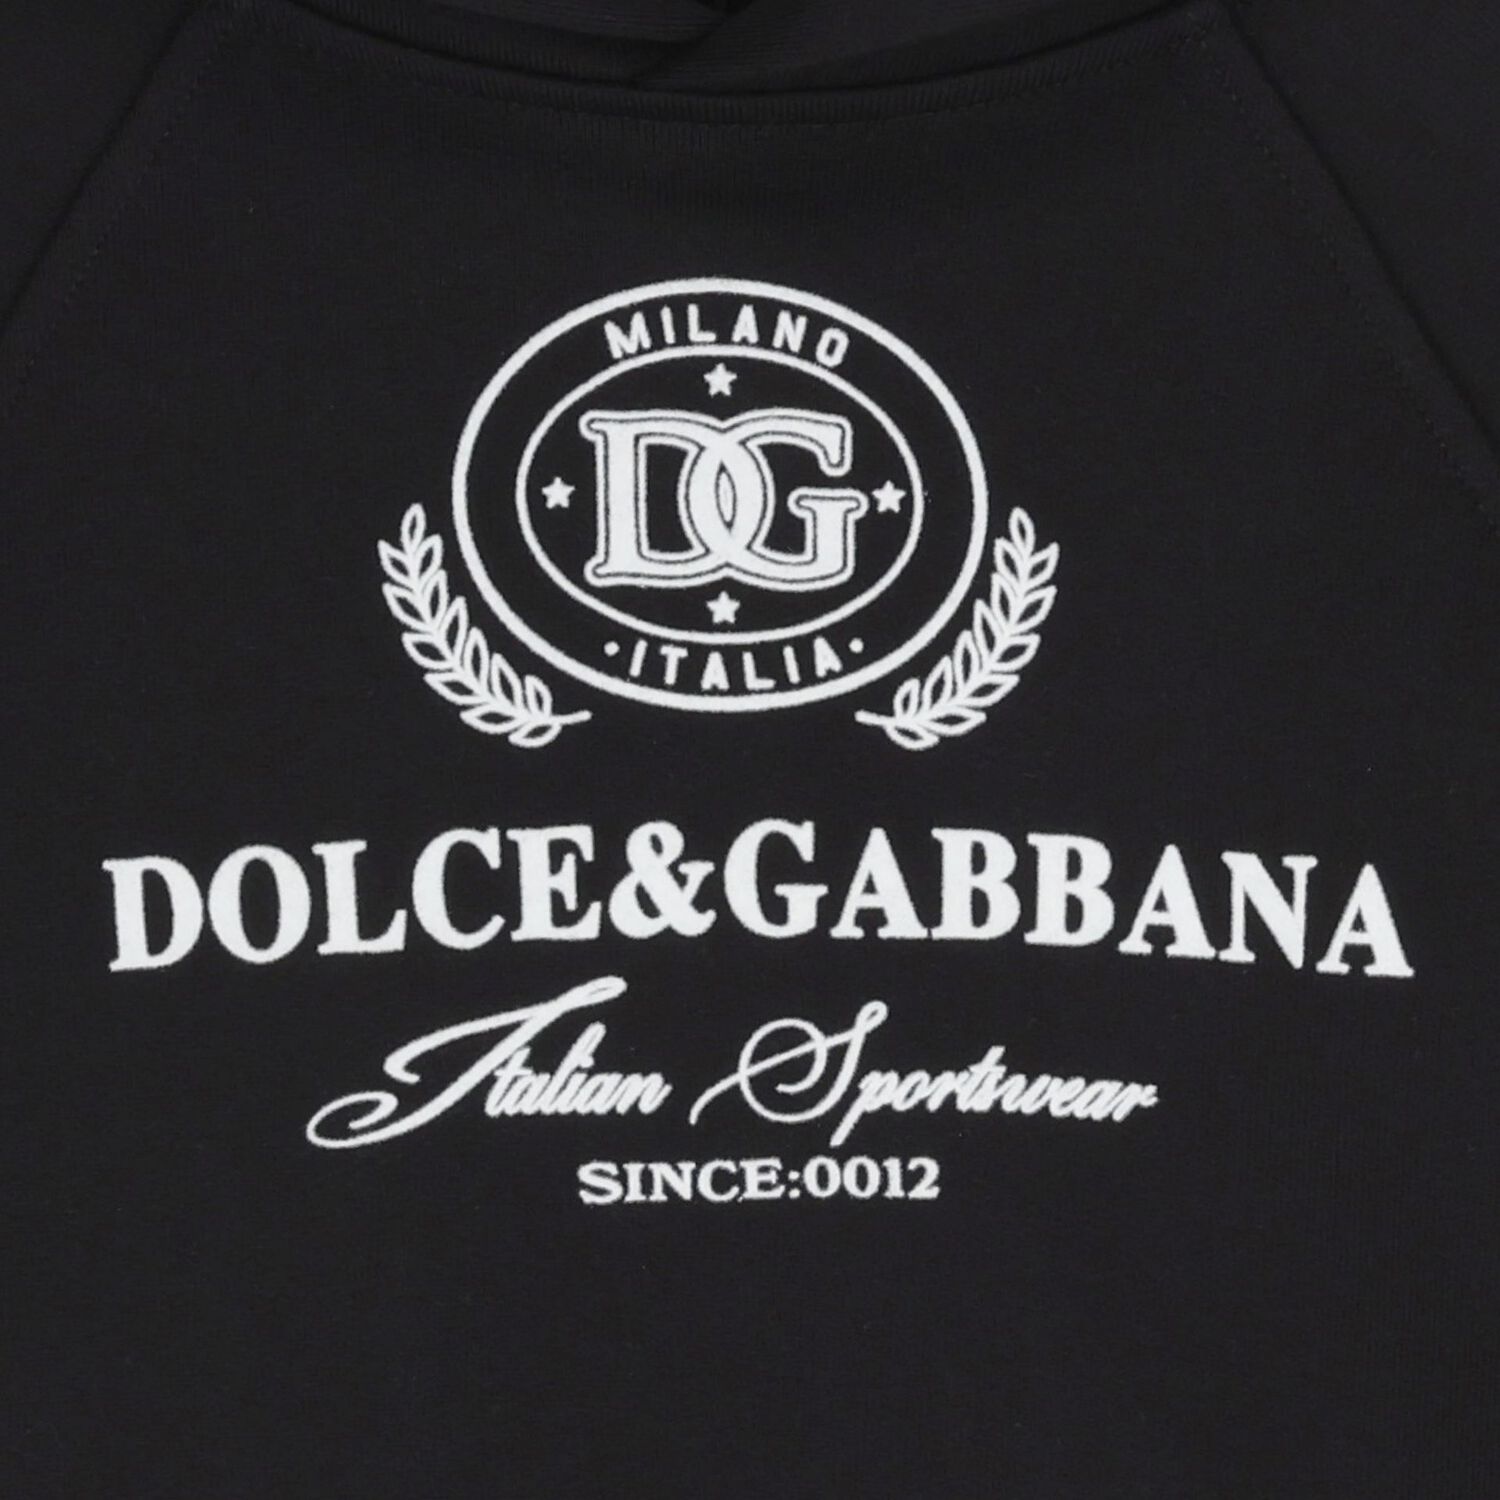 MILANO
DG
·ITALIA·
DOLCE&GABBANA
Italian Sportswear
SINCE:0012